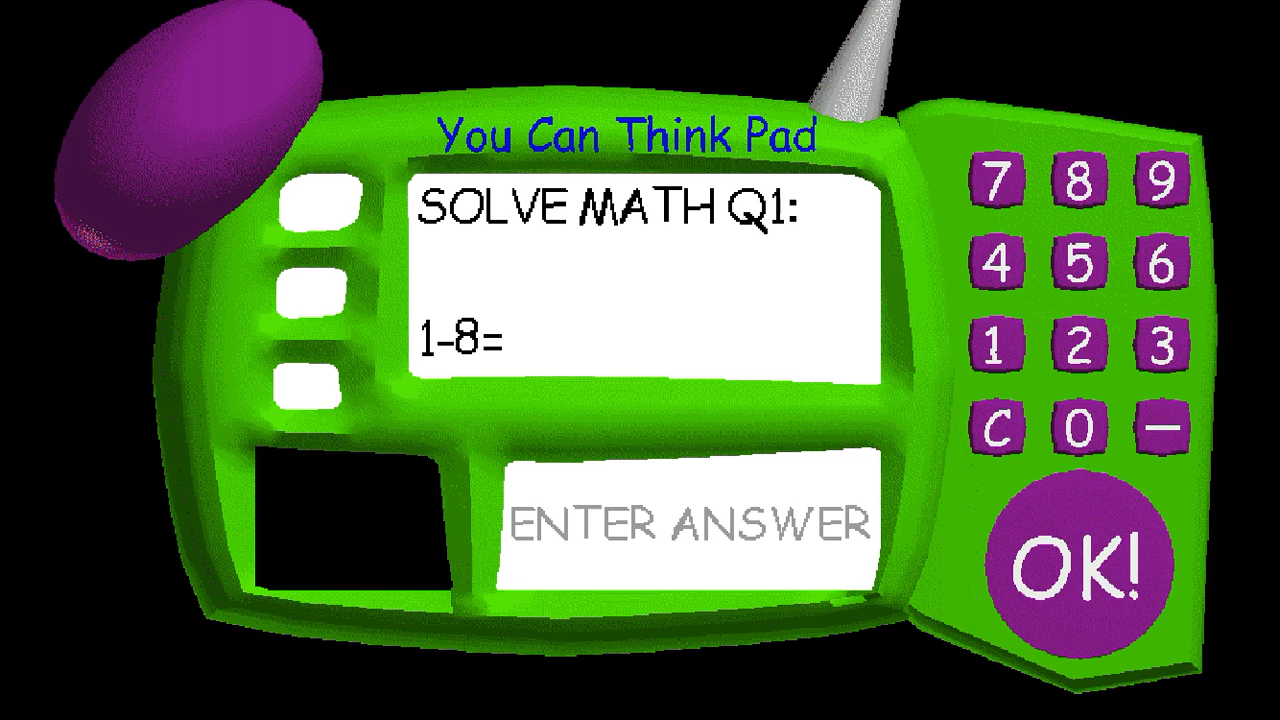 You Can Think Pad
SOLVE MATH Q1:
1-8=
ENTER ANSWER
7 8 9
4 5 6
1 2 3
C 0 —
OK!